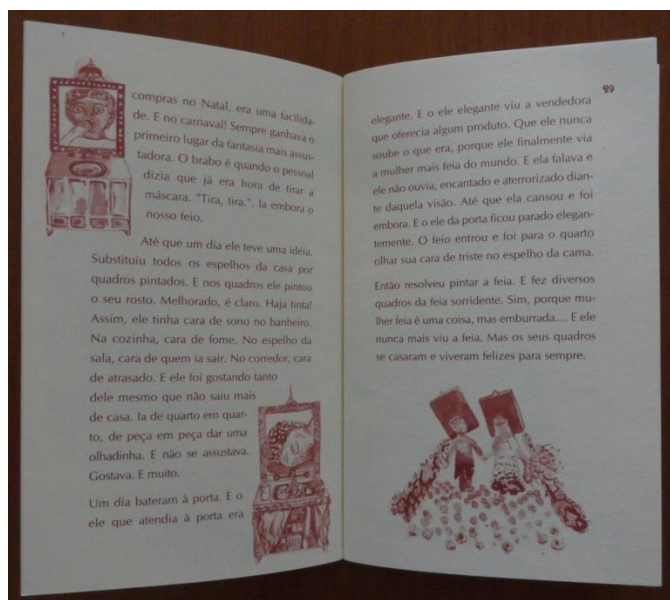 compras no Natal, era uma facilida-
de. E no carnaval! Sempre ganhava o
primeiro lugar da fantasia mais assus-
tadora. O brabo é quando o pessoal
dizia que já era hora de tirar a
máscara. "Tira, tira.". Ia embora o
nosso feio.
Até que um dia ele teve uma idéia.
Substituiu todos os espelhos da casa por
quadros pintados. E nos quadros ele pintou
o seu rosto. Melhorado, é claro. Haja tinta!
Assim, ele tinha cara de sono no banheiro.
Na cozinha, cara de fome. No espelho da
sala, cara de quem ia sair. No corredor, cara
de atrasado. E ele foi gostando tanto
dele mesmo que não saiu mais
de casa. Ia de quarto em quar-
to, de peça em peça dar uma
olhadinha. E não se assustava.
Gostava. E muito.
Um dia bateram à porta. E o
ele que atendia à porta era
elegante. E o ele elegante viu a vendedora
que oferecia algum produto. Que ele nunca
soube o que era, porque ele finalmente via
a mulher mais feia do mundo. E ela falava e
ele não ouvia, encantado e aterrorizado dian-
te daquela visão. Até que ela cansou e foi
embora. E o ele da porta ficou parado elegan-
temente. O feio entrou e foi para o quarto
olhar sua cara de triste no espelho da cama.
Então resolveu pintar a feia. E fez diversos
quadros da feia sorridente. Sim, porque mu-
lher feia é uma coisa, mas emburrada.... E ele
nunca mais viu a feia. Mas os seus quadros
se casaram e viveram felizes para sempre.